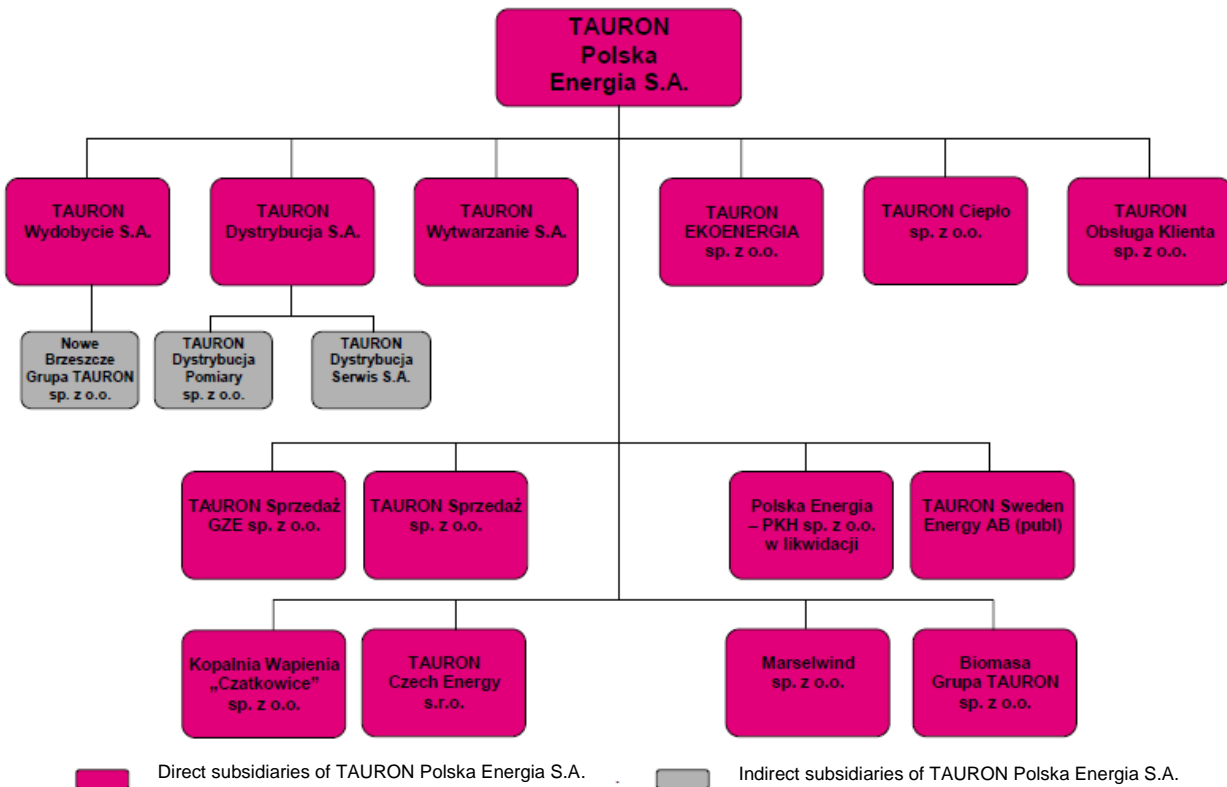 TAURON
Polska
Energia S.A.
TAURON
Wydobycie S.A.
TAURON
Dystrybucja S.A.
TAURON
Wytwarzanie S.A.
TAURON
EKOENERGIA
sp. z o.o.
TAURON Ciepło
sp. z o.o.
TAURON
Obsługa Klienta
sp. z o.o.
Nowe
Brzeszcze
Grupa TAURON
sp. z o.o.
TAURON
Dystrybucja
Pomiary
sp. z o.o.
TAURON
Dystrybucja
Serwis S.A.
TAURON Sprzedaż
GZE sp. z o.o.
TAURON Sprzedaż
sp. z o.o.
Polska Energia
– PKH sp. z o.o.
w likwidacji
TAURON Sweden
Energy AB (publ)
Kopalnia Wapienia
„Czatkowice”
sp. z o.o.
TAURON
Czech Energy
s.r.o.
Marselwind
sp. z o.o.
Biomasa
Grupa TAURON
sp. z o.o.
Direct subsidiaries of TAURON Polska Energia S.A.
Indirect subsidiaries of TAURON Polska Energia S.A.